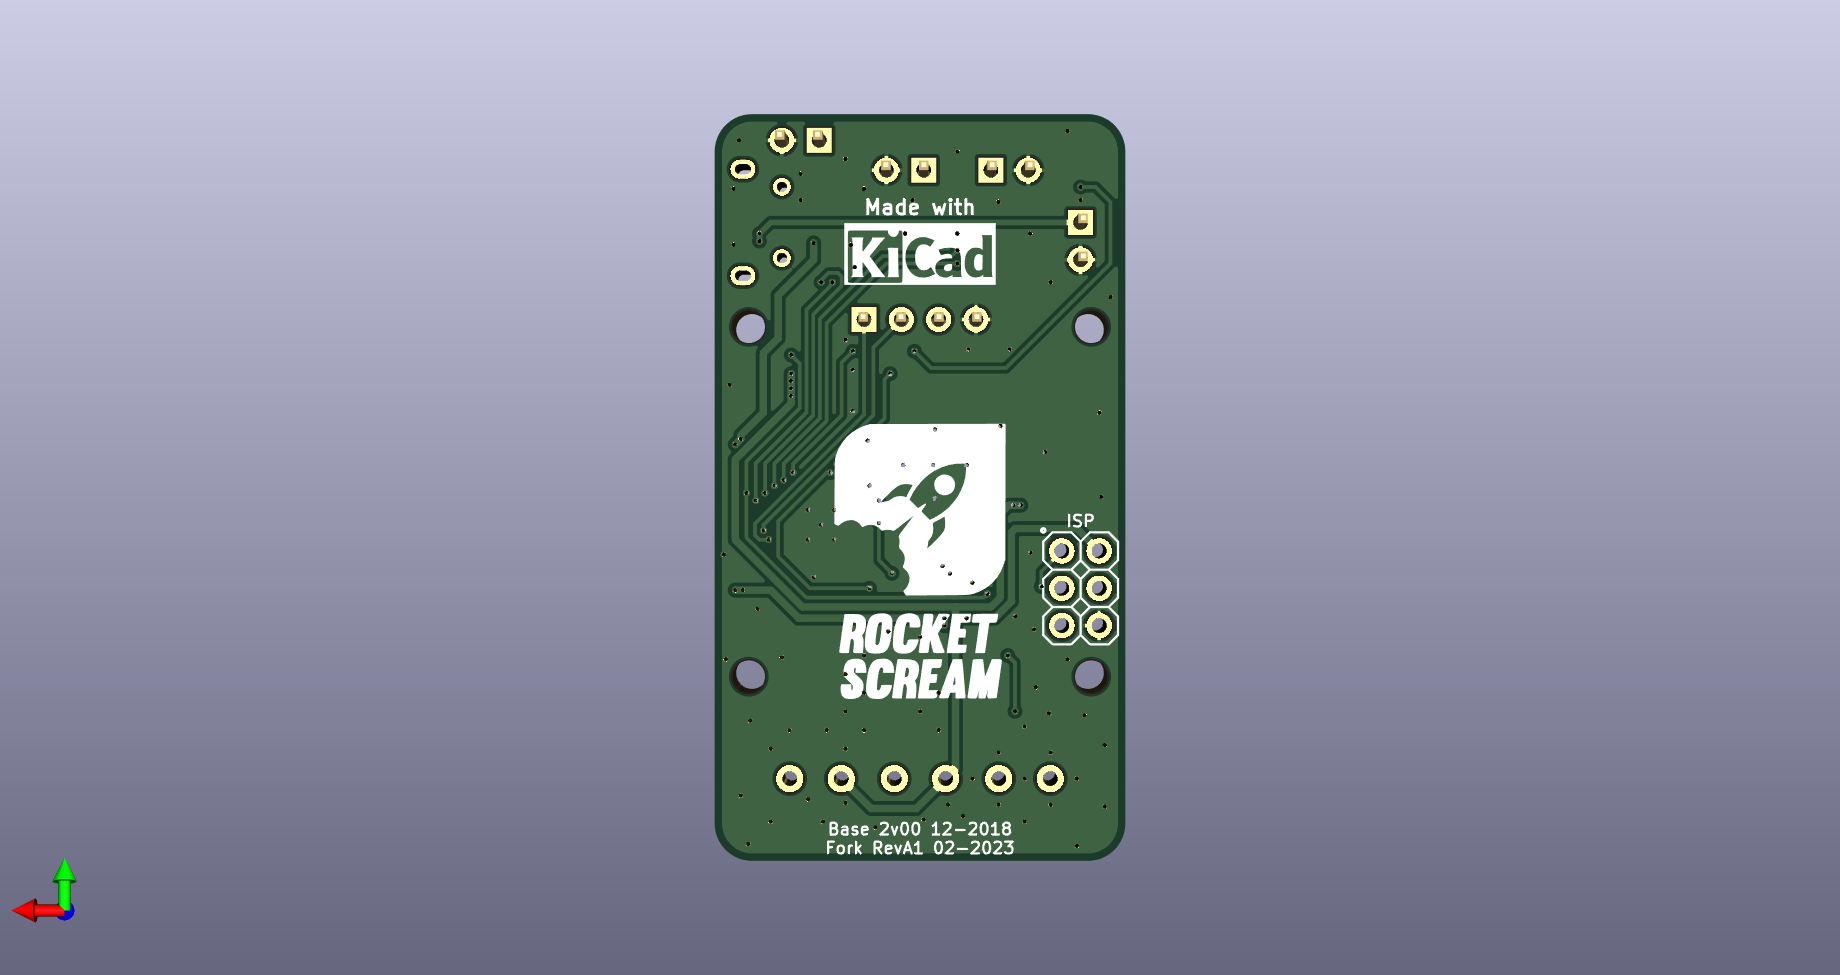 Made with
KiCad
ISP
ROCKET
SCREAM
Base 2v00 12-2018
Fork RevA1 02-2023